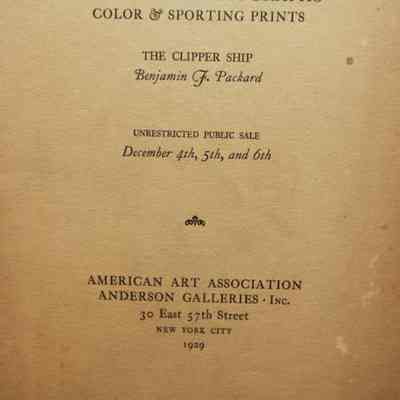 COLOR & SPORTING PRINTS
THE CLIPPER SHIP
Benjamin F. Packard
UNRESTRICTED PUBLIC SALE
December 4th, 5th, and 6th
AMERICAN ART ASSOCIATION
ANDERSON GALLERIES · INC.
30 East 57th Street
NEW YORK CITY
1929